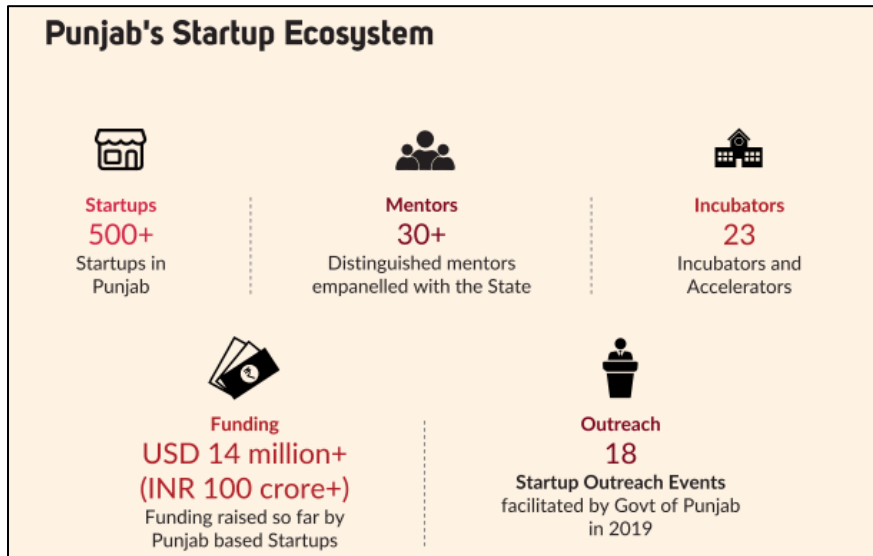 Punjab's Startup Ecosystem
Startups
500+
Startups in
Punjab
Mentors
30+
Distinguished mentors
empanelled with the State
Incubators
23
Incubators and
Accelerators
Funding
USD 14 million+
(INR 100 crore+)
Funding raised so far by
Punjab based Startups
Outreach
18
Startup Outreach Events
facilitated by Govt of Punjab
in 2019